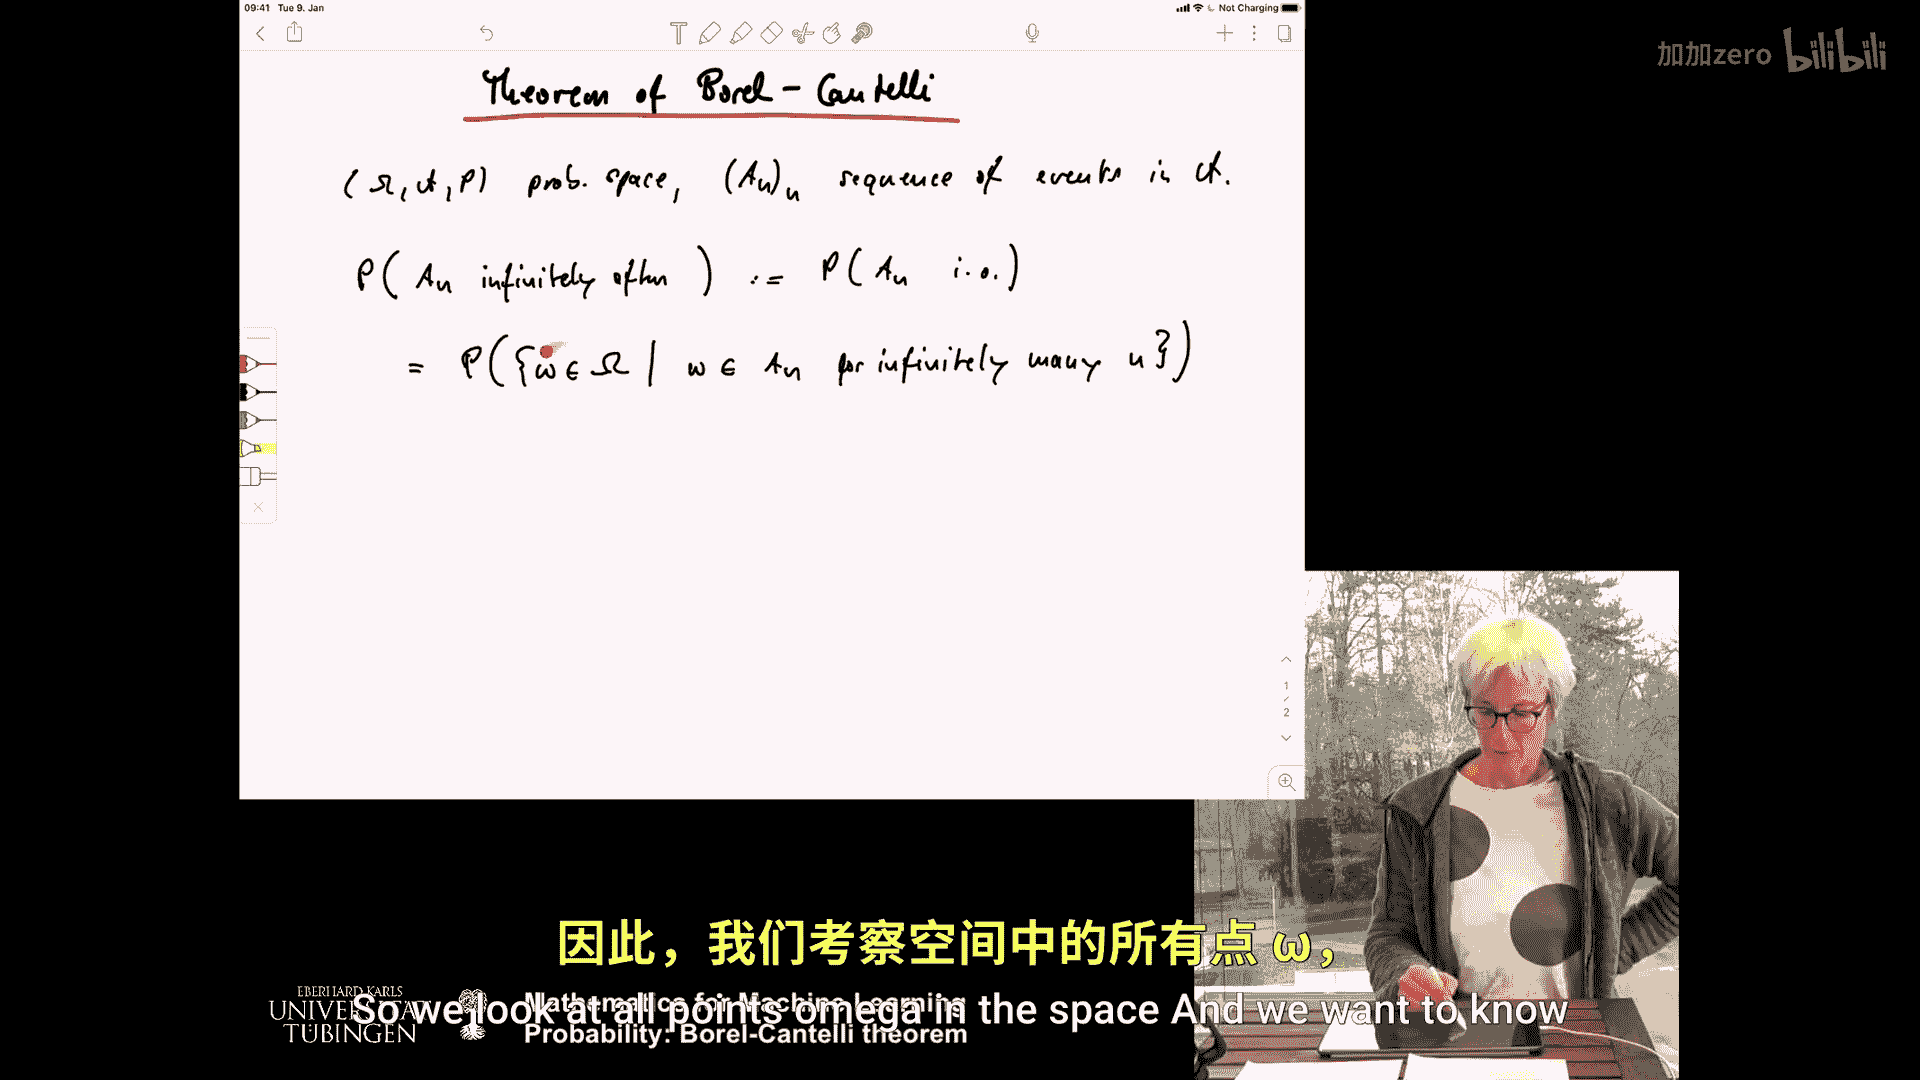 09:41 Tue 9. Jan
Not Charging
加加zero bilibili
Theorem of Borel - Cantelli
(Ω, 𝒜, P) prob. space, (An)n sequence of events in 𝒜.
P( An infinitely often ) := P( An i.o.)
= P({ω ∈ Ω | ω ∈ An for infinitely many n})
1
/
2
因此，我们考察空间中的所有点 ω，
So we look at all points omega in the space And we want to know
EBERHARD KARLS
UNIVERSITÄT
TÜBINGEN
Mathematics for Machine Learning
Probability: Borel-Cantelli theorem